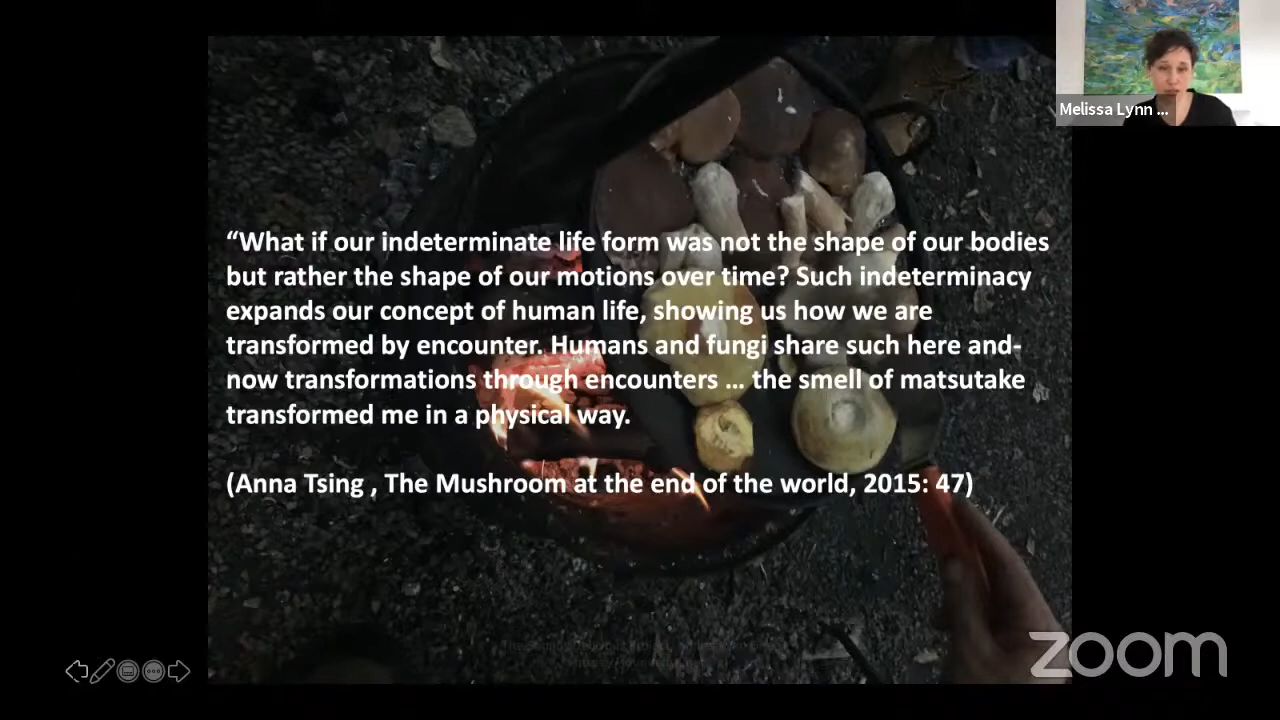 Melissa Lynn ...
“What if our indeterminate life form was not the shape of our bodies
but rather the shape of our motions over time? Such indeterminacy
expands our concept of human life, showing us how we are
transformed by encounter. Humans and fungi share such here and-
now transformations through encounters ... the smell of matsutake
transformed me in a physical way.
(Anna Tsing , The Mushroom at the end of the world, 2015: 47)
zoom